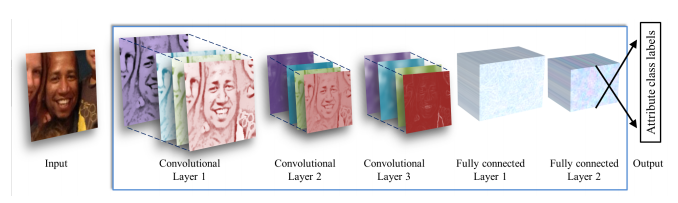 Attribute class labels
Input
Convolutional
Layer 1
Convolutional
Layer 2
Convolutional
Layer 3
Fully connected
Layer 1
Fully connected
Layer 2
Output